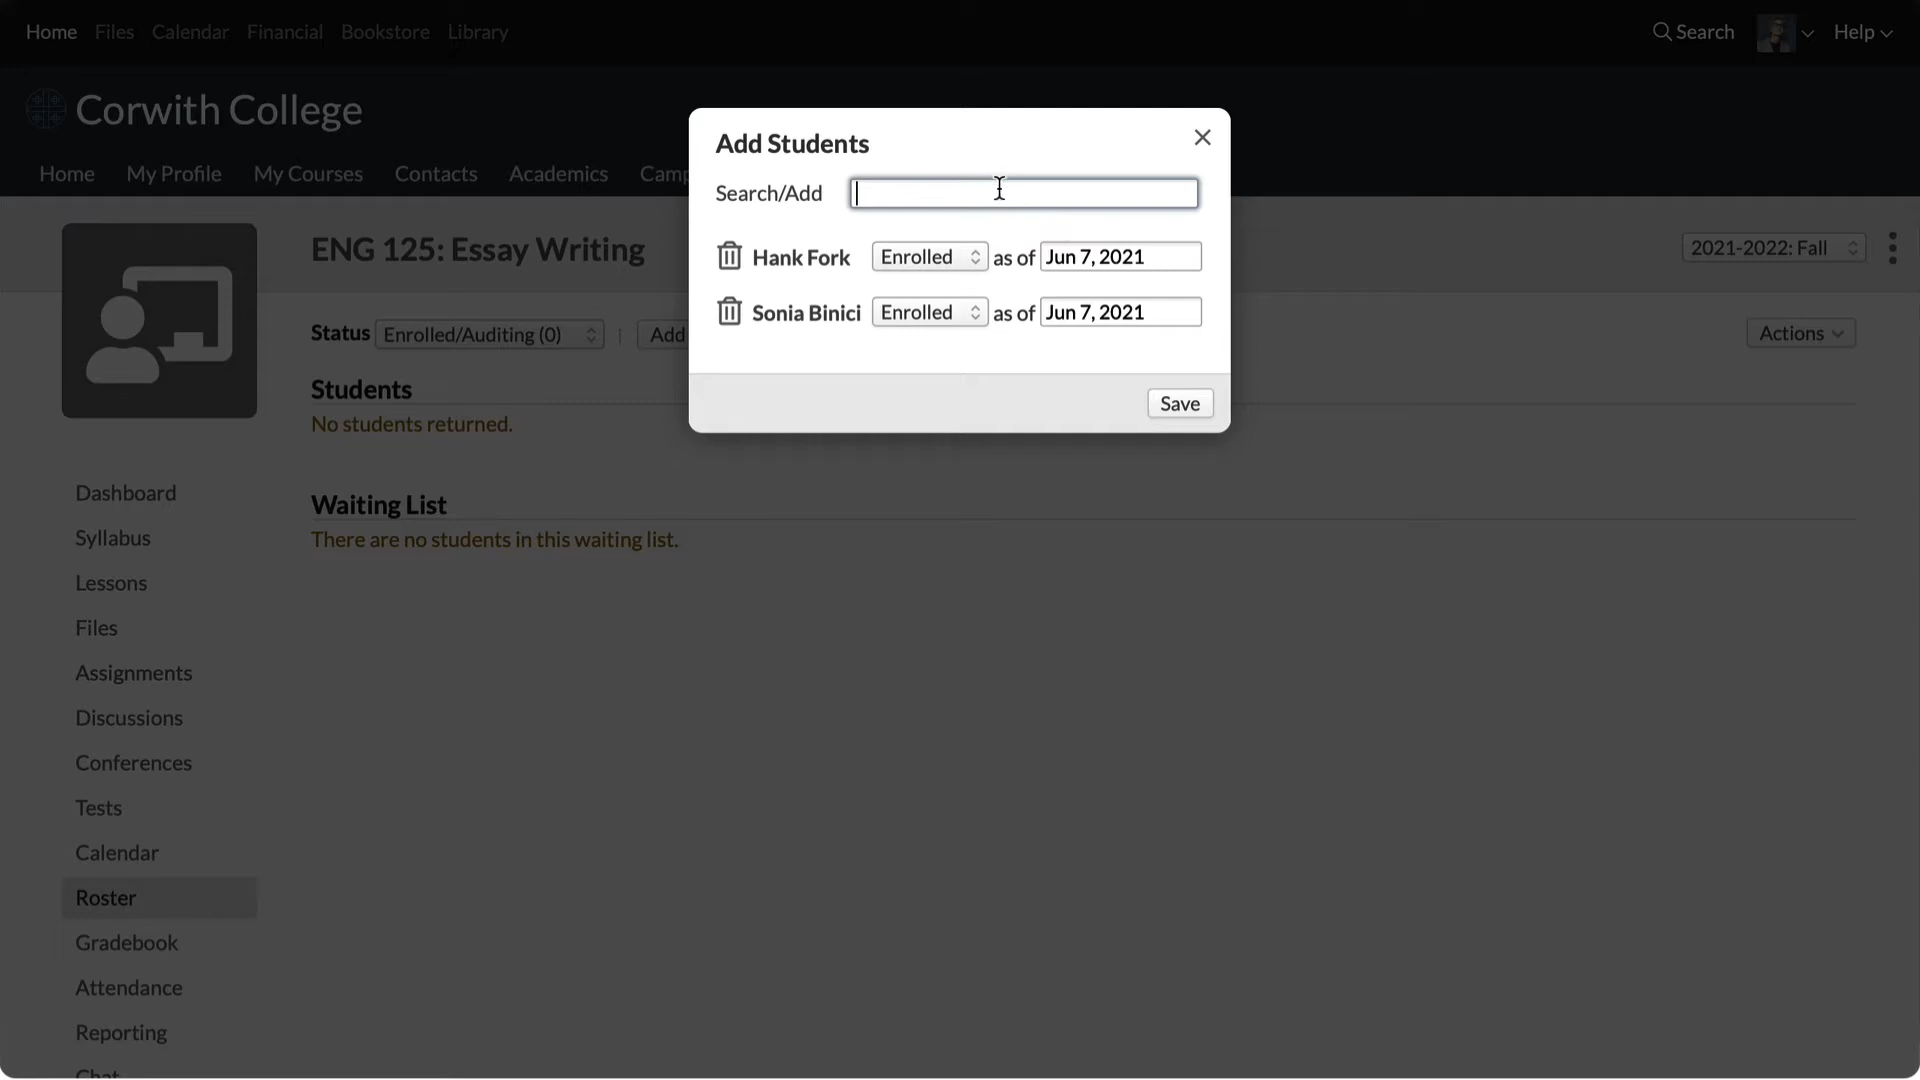 Home Files Calendar Financial Bookstore Library Search Help
Corwith College
Home My Profile My Courses Contacts Academics Camp
Add Students
Search/Add
Hank Fork Enrolled as of Jun 7, 2021
Sonia Binici Enrolled as of Jun 7, 2021
Save
ENG 125: Essay Writing 2021-2022: Fall
Status Enrolled/Auditing (0) | Add Actions
Students
No students returned.
Waiting List
There are no students in this waiting list.
Dashboard
Syllabus
Lessons
Files
Assignments
Discussions
Conferences
Tests
Calendar
Roster
Gradebook
Attendance
Reporting
Chat